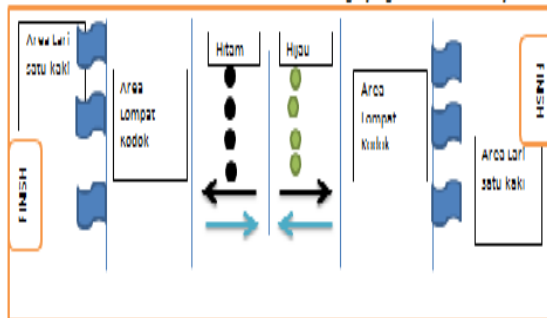 Area Lari
satu kaki
Area
Lompat
Kodok
Hitam
Hijau
Area
Lompat
Kodok
FINISH
Area Lari
satu kaki
FINISH